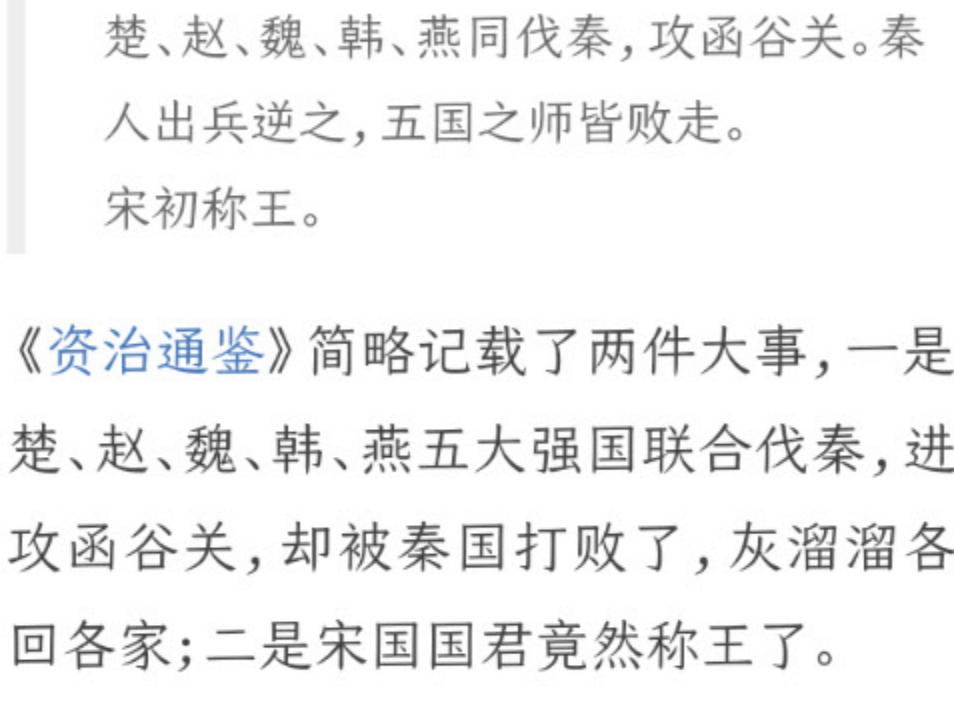 楚、赵、魏、韩、燕同伐秦，攻函谷关。秦
人出兵逆之，五国之师皆败走。
宋初称王。
《资治通鉴》简略记载了两件大事，一是
楚、赵、魏、韩、燕五大强国联合伐秦，进
攻函谷关，却被秦国打败了，灰溜溜各
回各家；二是宋国国君竟然称王了。